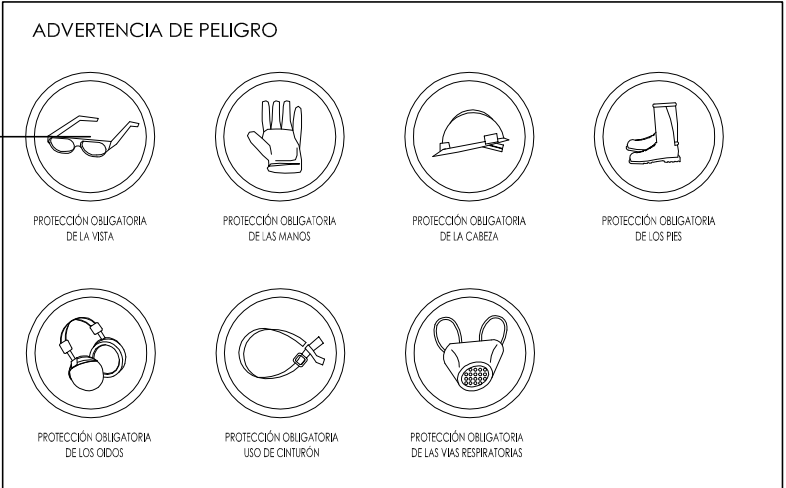 ADVERTENCIA DE PELIGRO
PROTECCIÓN OBLIGATORIA
DE LA VISTA
PROTECCIÓN OBLIGATORIA
DE LAS MANOS
PROTECCIÓN OBLIGATORIA
DE LA CABEZA
PROTECCIÓN OBLIGATORIA
DE LOS PIES
PROTECCIÓN OBLIGATORIA
DE LOS OIDOS
PROTECCIÓN OBLIGATORIA
USO DE CINTURÓN
PROTECCIÓN OBLIGATORIA
DE LAS VIAS RESPIRATORIAS